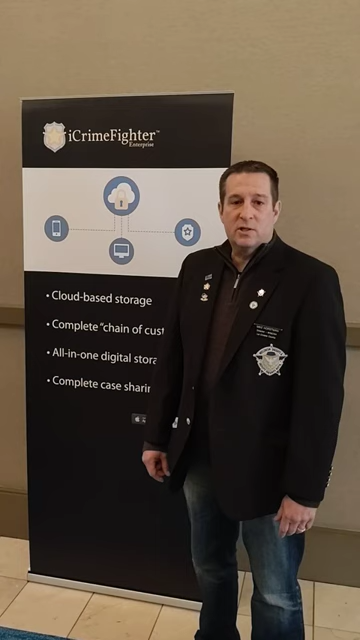 iCrimeFighter™
Enterprise
• Cloud-based storage
• Complete "chain of cust
• All-in-one digital stora
• Complete case sharin